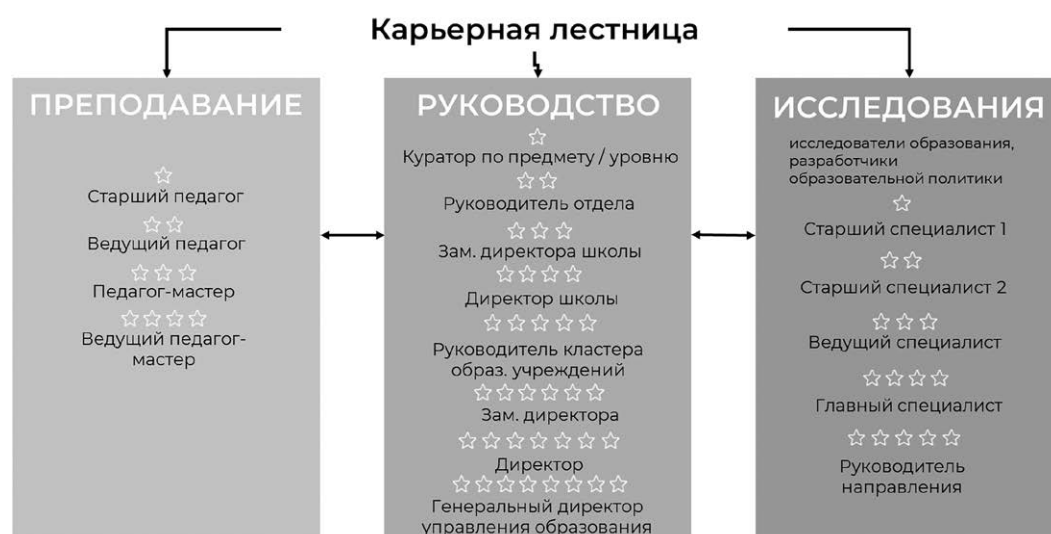 Карьерная лестница
ПРЕПОДАВАНИЕ
Старший педагог
Ведущий педагог
Педагог-мастер
Ведущий педагог-
мастер
РУКОВОДСТВО
Куратор по предмету / уровню
Руководитель отдела
Зам. директора школы
Директор школы
Руководитель кластера
образ. учреждений
Зам. директора
Директор
Генеральный директор
управления образования
ИССЛЕДОВАНИЯ
исследователи образования,
разработчики
образовательной политики
Старший специалист 1
Старший специалист 2
Ведущий специалист
Главный специалист
Руководитель
направления